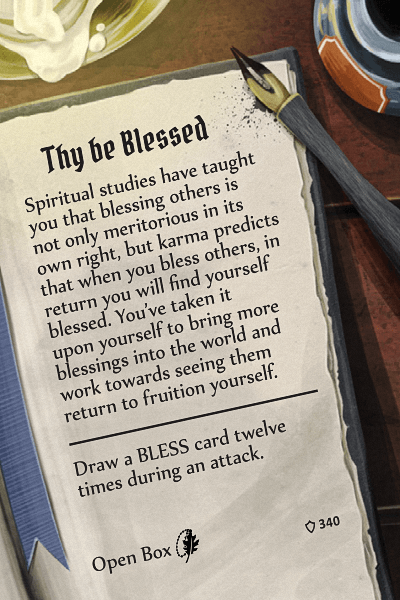 Thy be Blessed
Spiritual studies have taught
you that blessing others is
not only meritorious in its
own right, but karma predicts
that when you bless others, in
return you will find yourself
blessed. You've taken it
upon yourself to bring more
blessings into the world and
work towards seeing them
return to fruition yourself.
Draw a BLESS card twelve
times during an attack.
Open Box
340